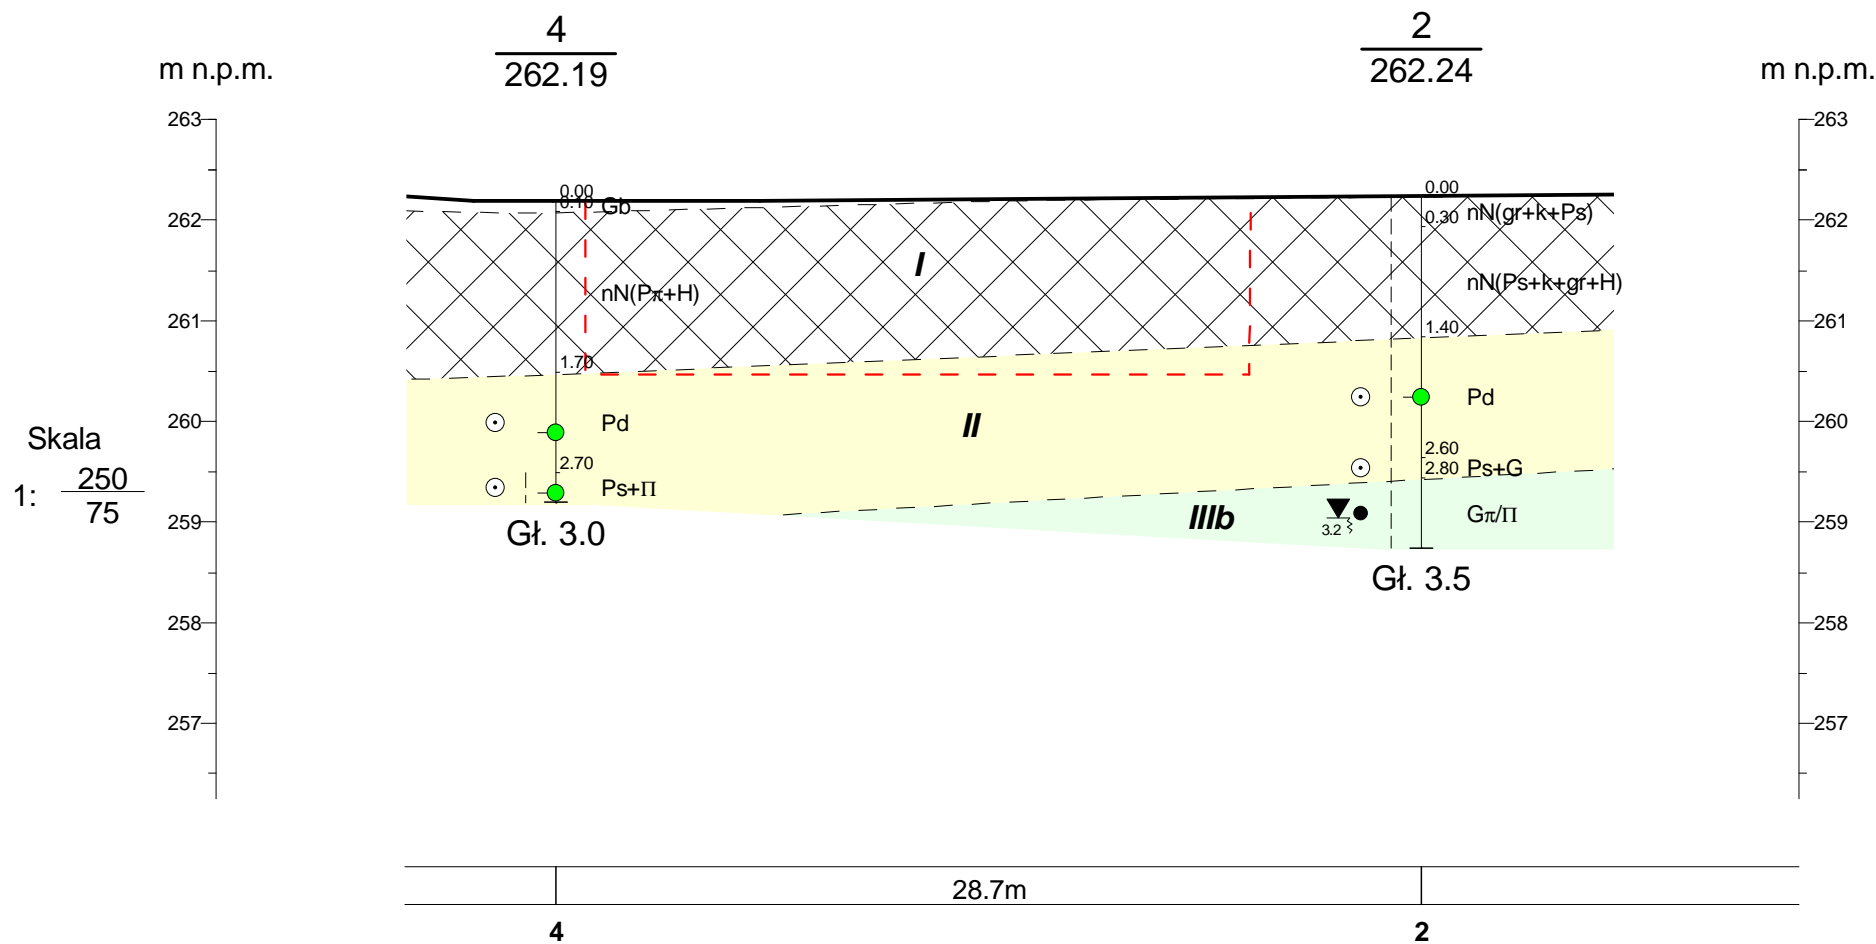 4
2
262.19
262.24
m n.p.m.
m n.p.m.
263
263
0.00
0.10
Gb
0.00
nN(gr+k+Ps)
0.30
262
262
I
nN(Pπ+H)
nN(Ps+k+gr+H)
261
261
1.40
1.70
Pd
260
260
Pd
II
Skala
1: 250
75
2.70
2.60
2.80
Ps+G
Ps+Π
IIIb
Gπ/Π
3.2
259
259
Gł. 3.0
Gł. 3.5
258
258
257
257
28.7m
4
2